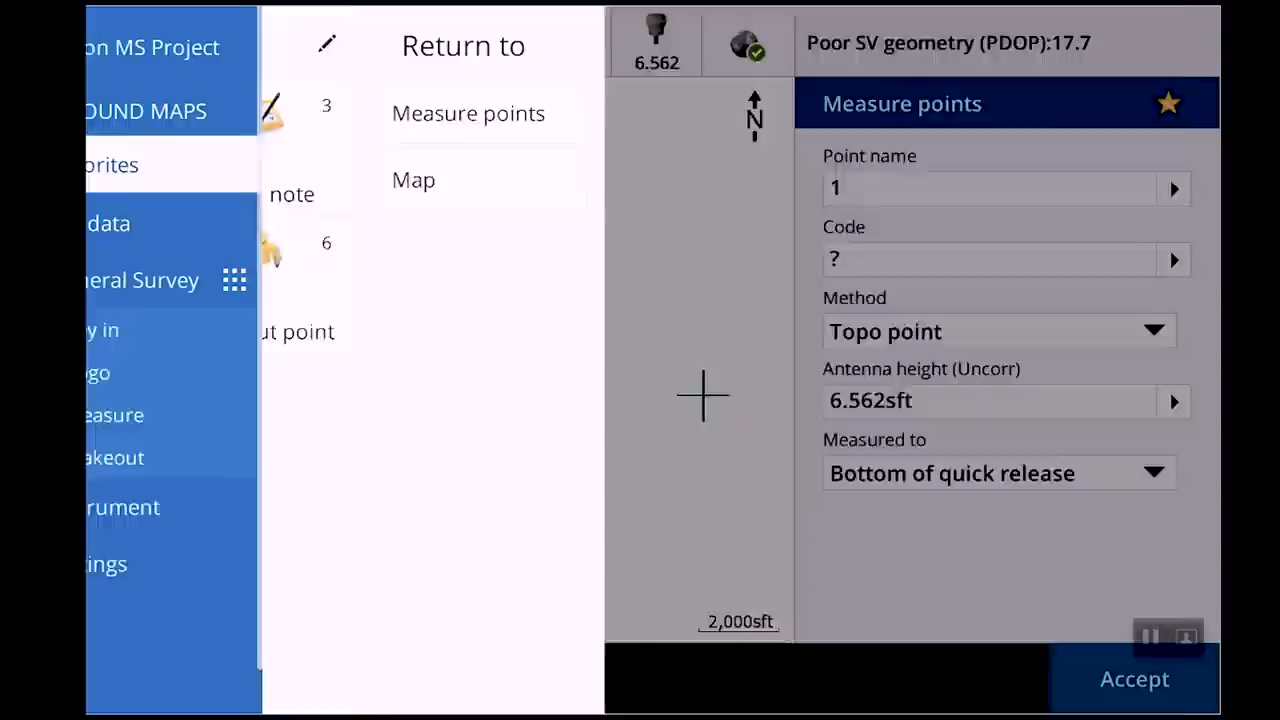 on MS Project
OUND MAPS
orites
data
eral Survey
y in
go
easure
akeout
rument
ings
3
note
6
ut point
Return to
Measure points
Map
6.562
N
2,000sft
Poor SV geometry (PDOP):17.7
Measure points
Point name
1
Code
?
Method
Topo point
Antenna height (Uncorr)
6.562sft
Measured to
Bottom of quick release
Accept